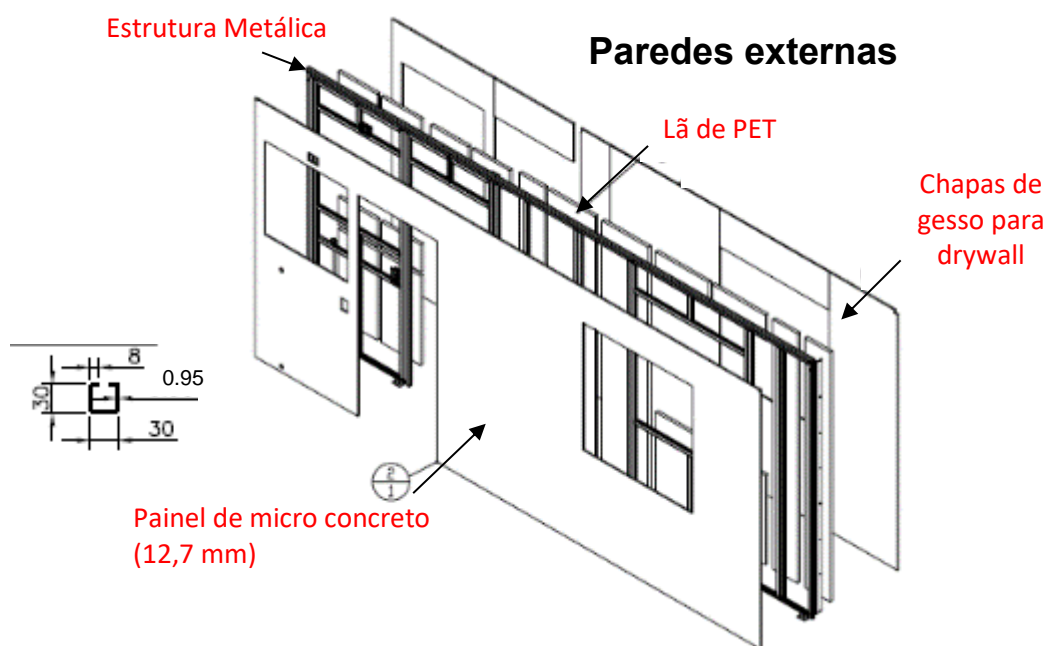 Estrutura Metálica
Paredes externas
Lã de PET
Chapas de
gesso para
drywall
8
0.95
30
30
2
1
Painel de micro concreto
(12,7 mm)